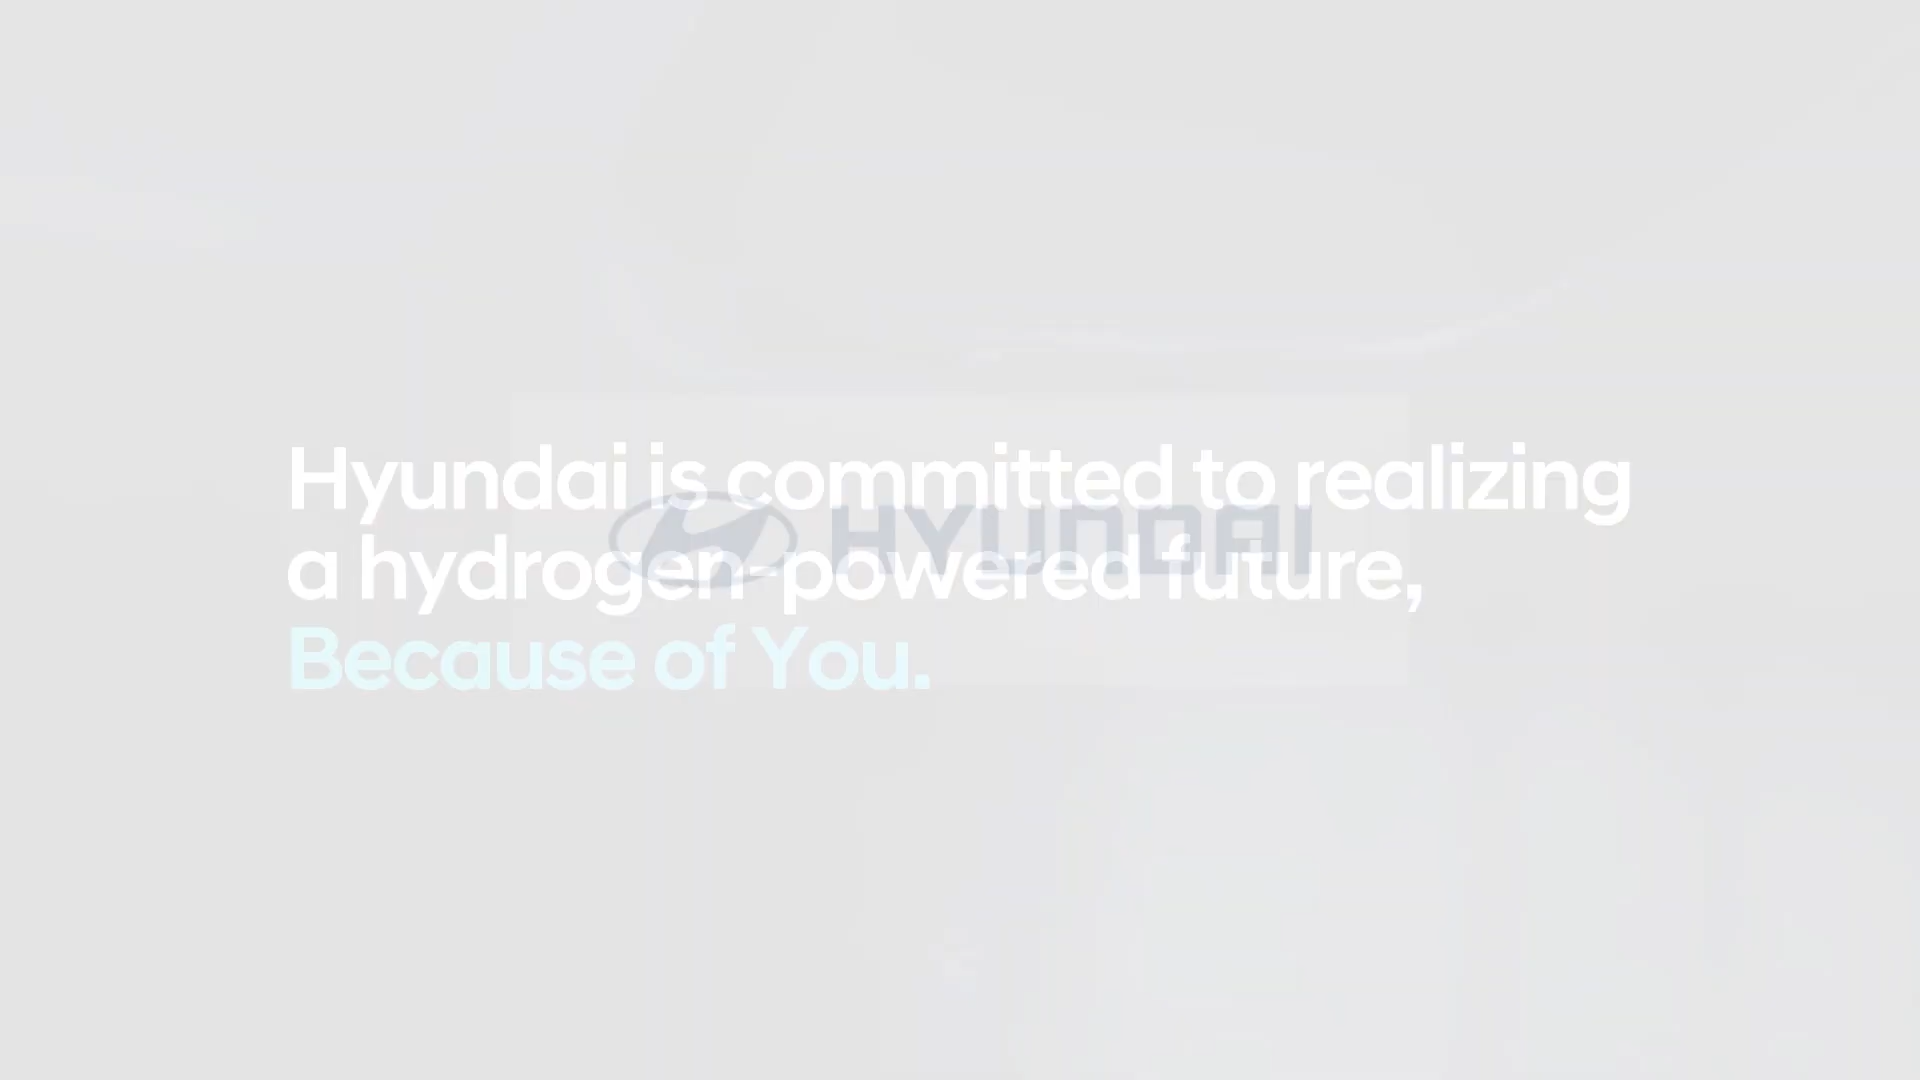 Hyundai is committed to realizing
a hydrogen-powered future,
Because of You.
HYUNDAI